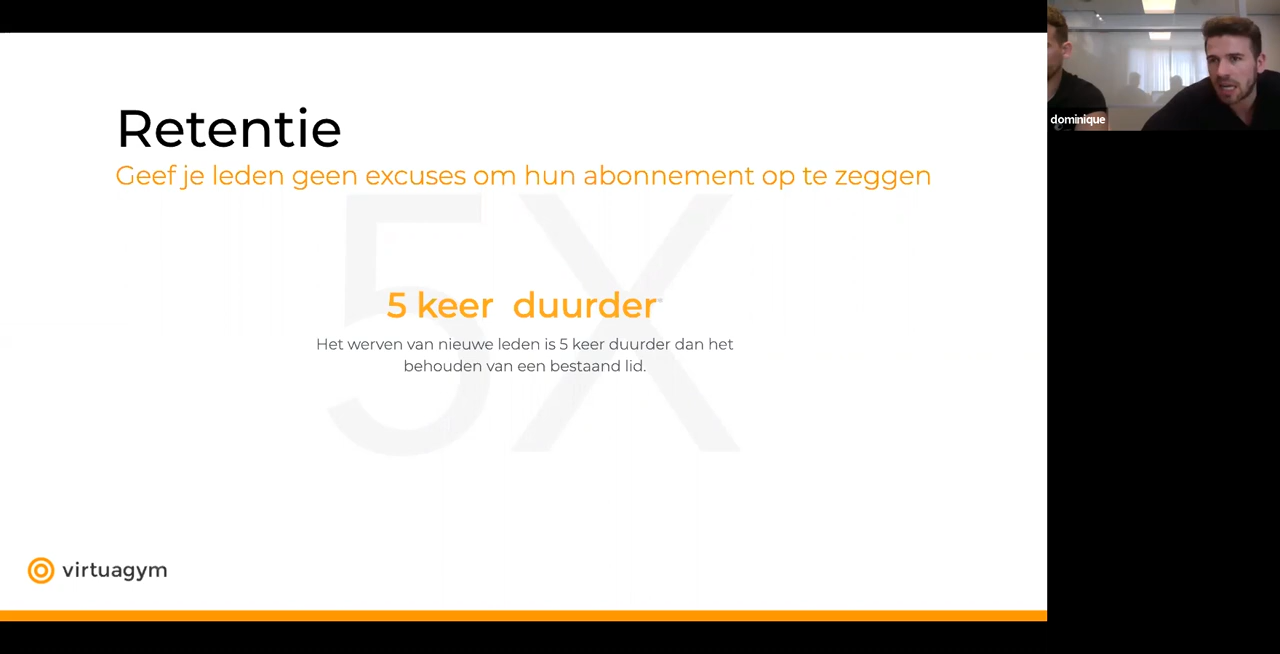 Retentie
Geef je leden geen excuses om hun abonnement op te zeggen
5X
5 keer duurder
Het werven van nieuwe leden is 5 keer duurder dan het
behouden van een bestaand lid.
virtuagym
dominique